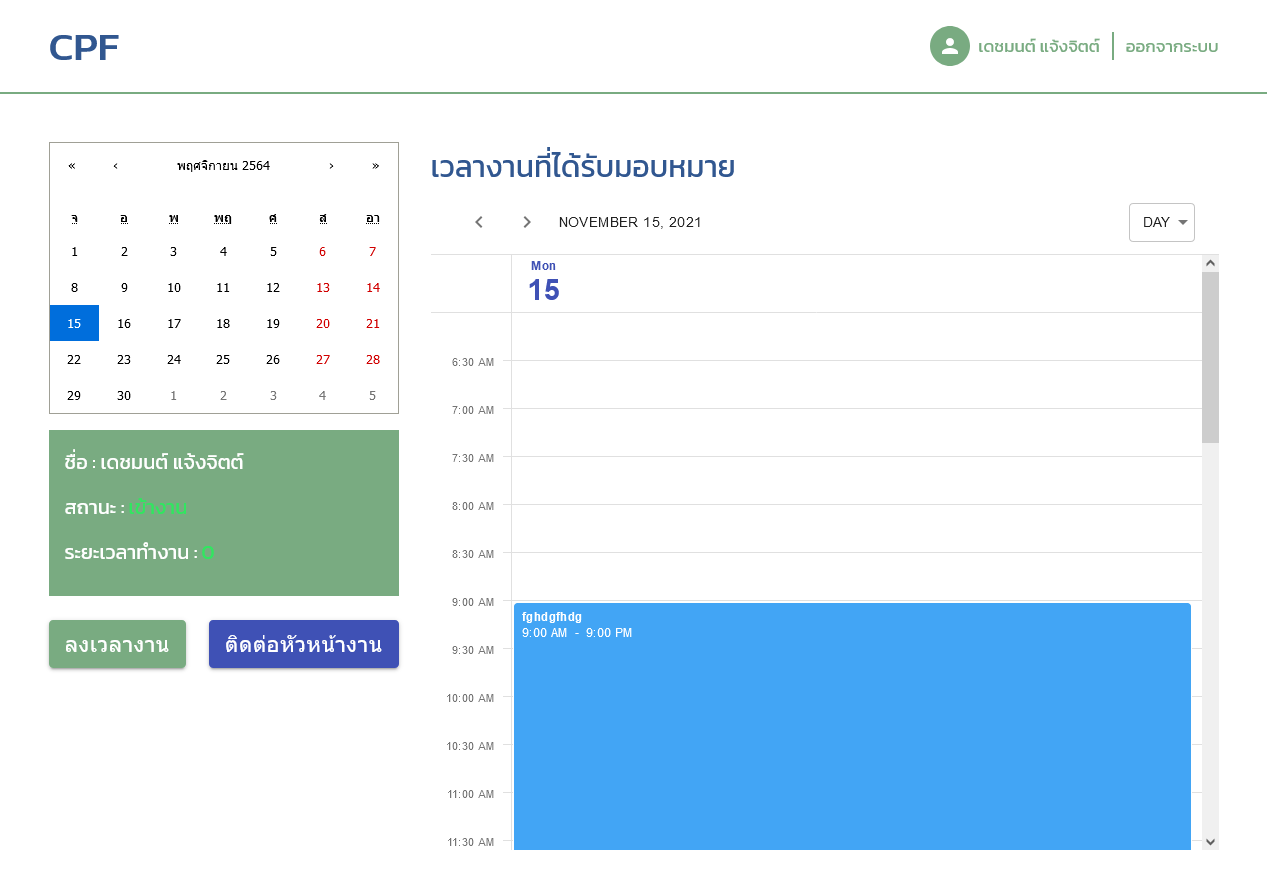 CPF
เดชมนต์ แจ้งจิตต์
ออกจากระบบ
« ‹ พฤศจิกายน 2564 › »
จ อ พ พฤ ศ ส อา
1 2 3 4 5 6 7
8 9 10 11 12 13 14
15 16 17 18 19 20 21
22 23 24 25 26 27 28
29 30 1 2 3 4 5
ชื่อ : เดชมนต์ แจ้งจิตต์
สถานะ : เข้างาน
ระยะเวลาทำงาน : 0
ลงเวลางาน
ติดต่อหัวหน้างาน
เวลางานที่ได้รับมอบหมาย
NOVEMBER 15, 2021
DAY
Mon
15
6:30 AM
7:00 AM
7:30 AM
8:00 AM
8:30 AM
9:00 AM
fghdgfhdg
9:00 AM - 9:00 PM
9:30 AM
10:00 AM
10:30 AM
11:00 AM
11:30 AM